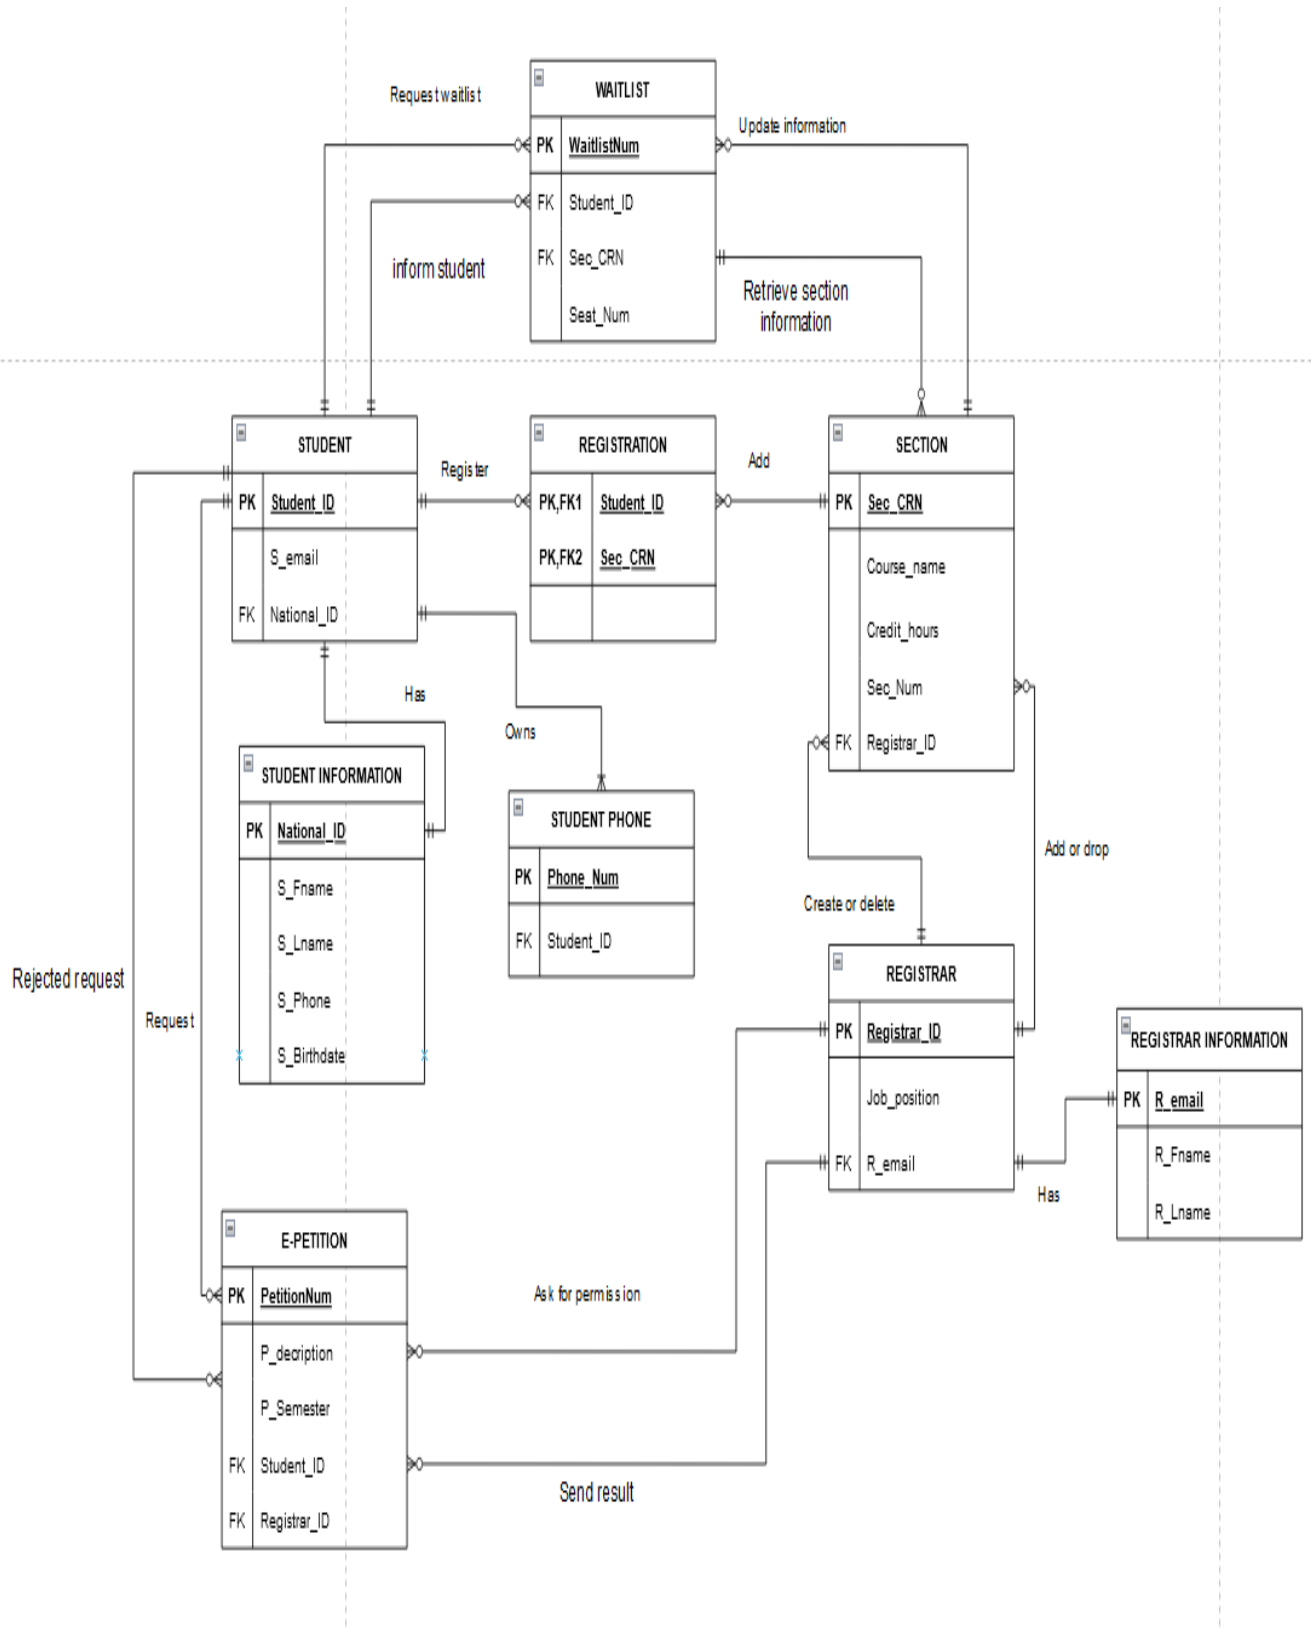 WAITLIST
Request waitlist
PK WaitlistNum
Update information
FK Student_ID
FK Sec_CRN
inform student
Seat_Num
Retrieve section
information
STUDENT
PK Student_ID
S_email
FK National_ID
Register
REGISTRATION
PK,FK1 Student_ID
PK,FK2 Sec_CRN
Add
SECTION
PK Sec_CRN
Course_name
Credit_hours
Sec_Num
FK Registrar_ID
Has
Owns
STUDENT INFORMATION
PK National_ID
S_Fname
S_Lname
S_Phone
S_Birthdate
STUDENT PHONE
PK Phone_Num
FK Student_ID
Add or drop
Create or delete
Rejected request
Request
REGISTRAR
PK Registrar_ID
Job_position
FK R_email
Has
REGISTRAR INFORMATION
PK R_email
R_Fname
R_Lname
E-PETITION
PK PetitionNum
P_decription
P_Semester
FK Student_ID
FK Registrar_ID
Ask for permission
Send result